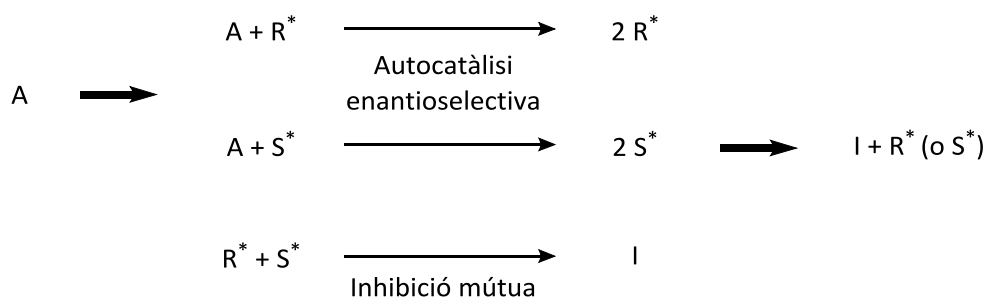 A + R* 2 R*
Autocatàlisi
enantioselectiva
A
A + S* 2 S* I + R* (o S*)
R* + S* I
Inhibició mútua